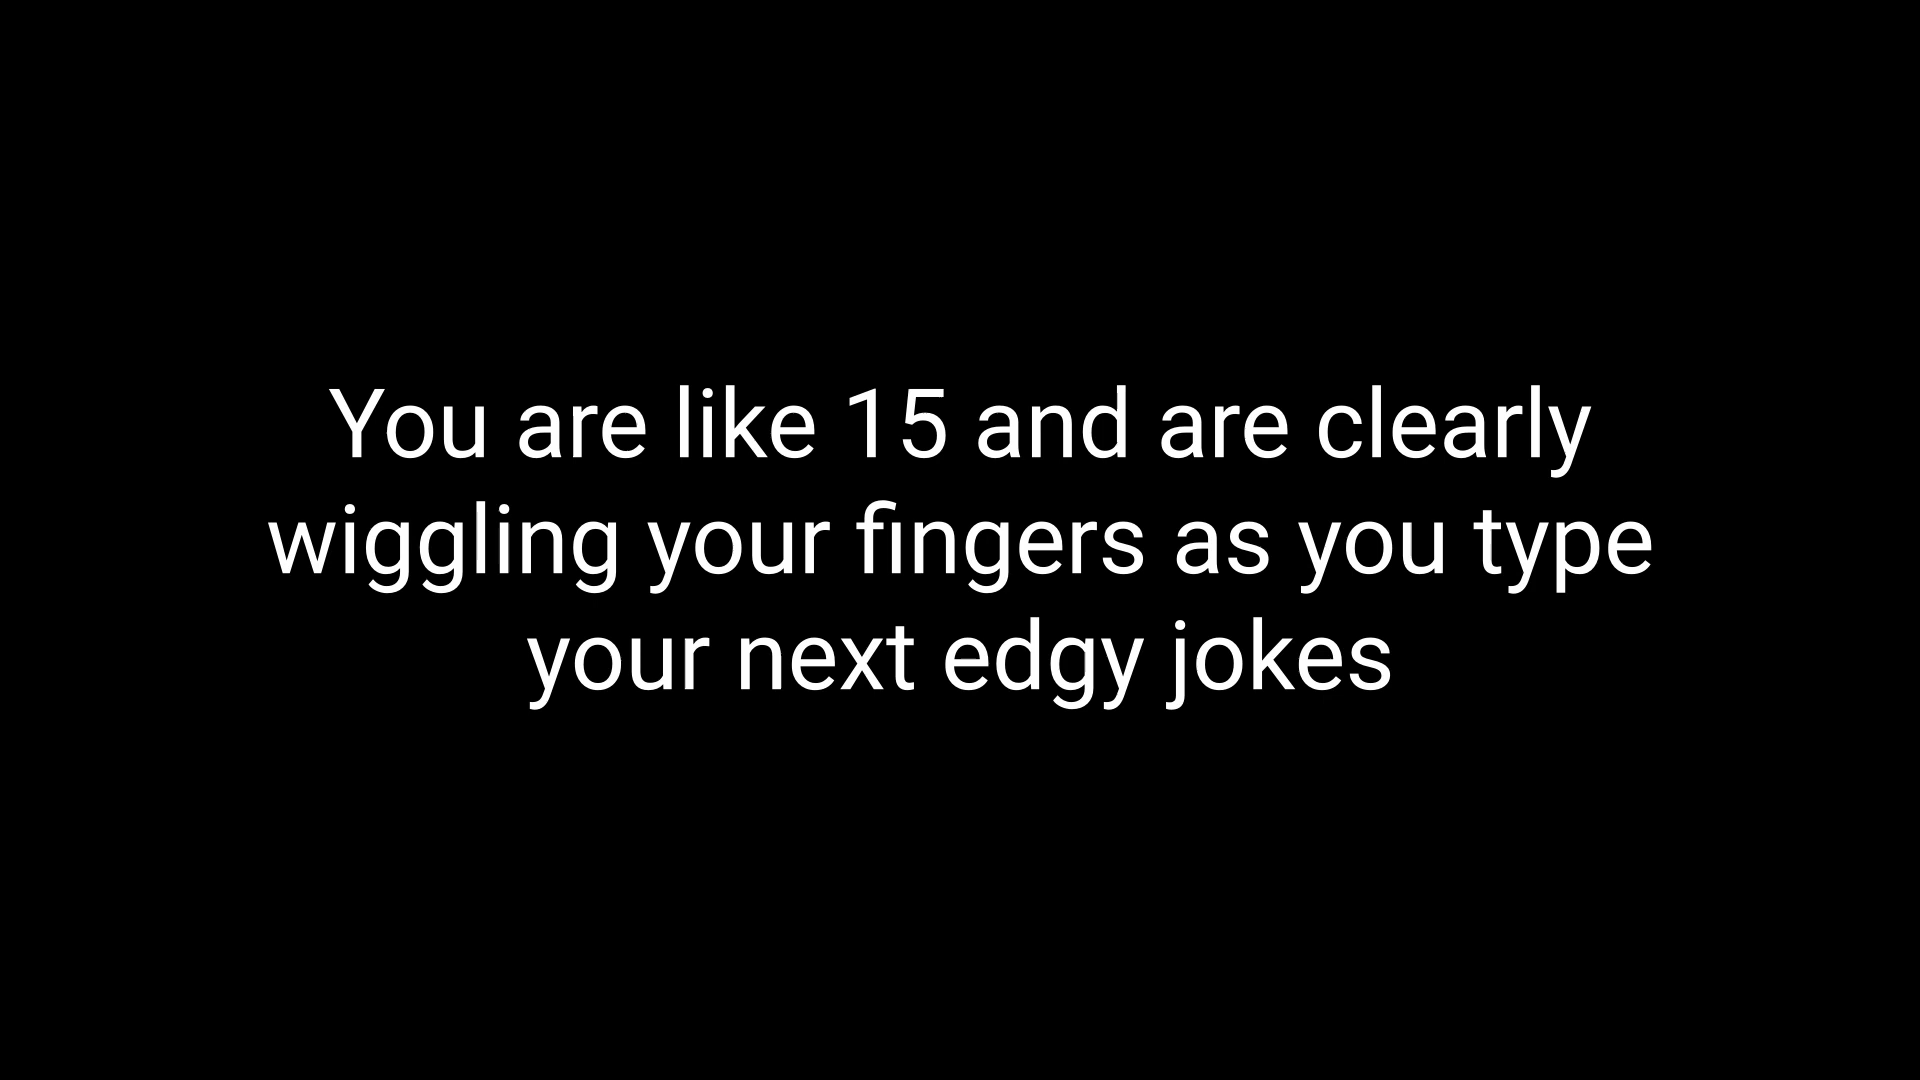 You are like 15 and are clearly
wiggling your fingers as you type
your next edgy jokes